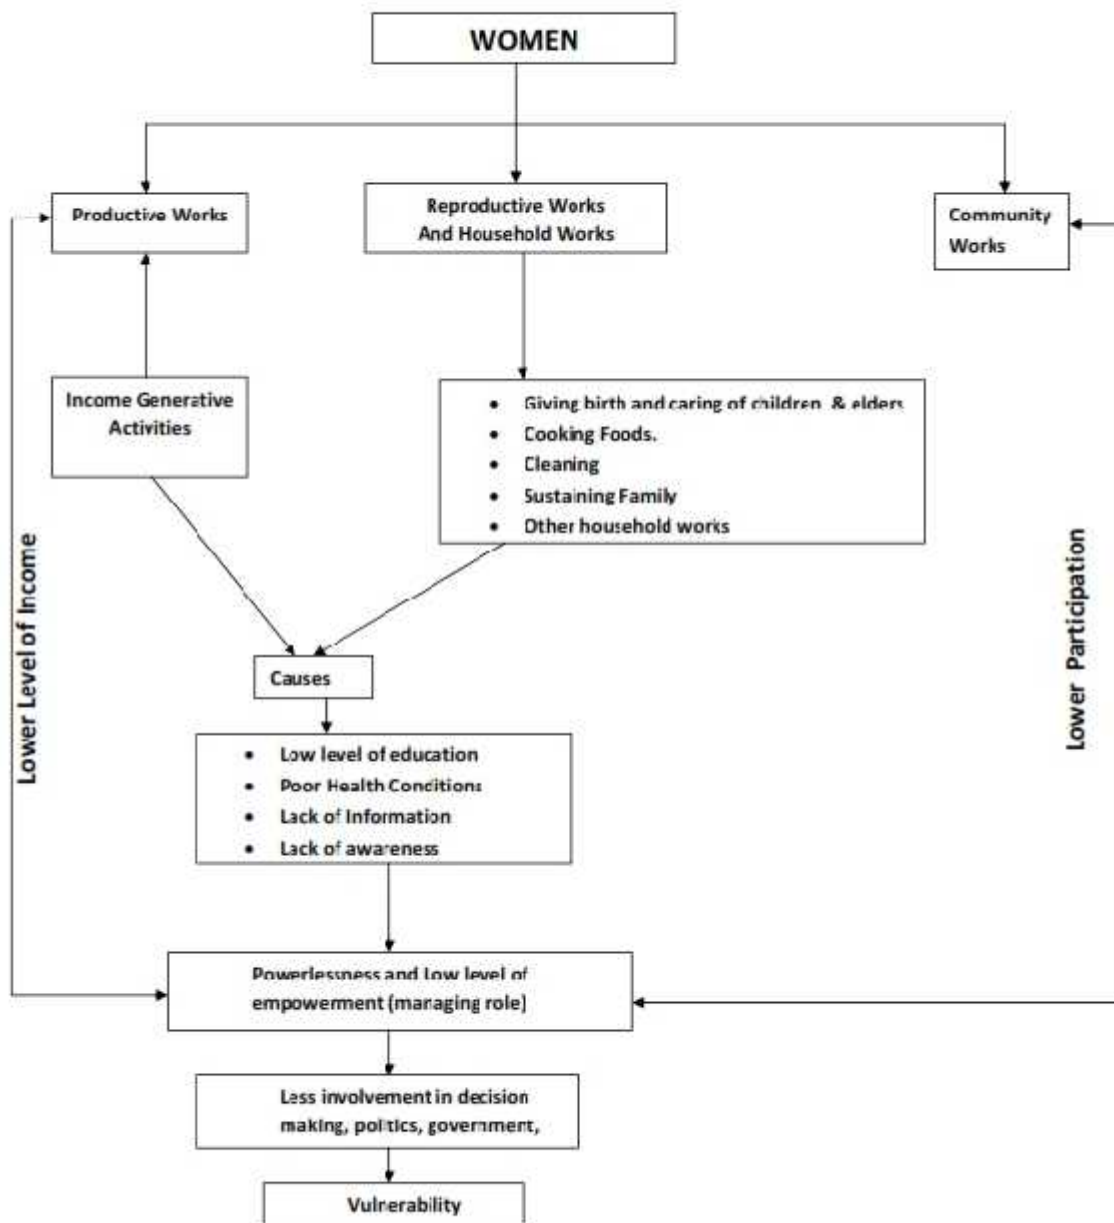 WOMEN
Productive Works
Reproductive Works
And Household Works
Community
Works
Income Generative
Activities
• Giving birth and caring of children & elders
• Cooking Foods.
• Cleaning
• Sustaining Family
• Other household works
Lower Level of Income
Lower Participation
Causes
• Low level of education
• Poor Health Conditions
• Lack of Information
• Lack of awareness
Powerlessness and Low level of
empowerment (managing role)
Less involvement in decision
making, politics, government,
Vulnerability